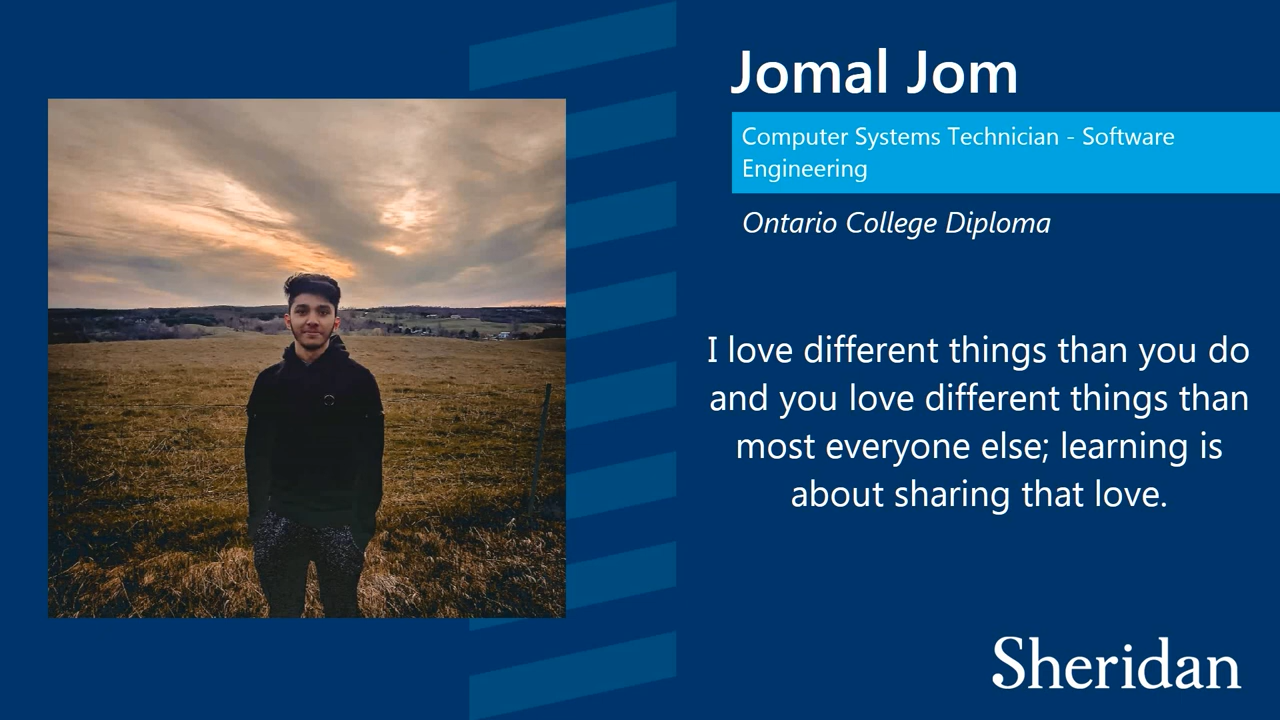 Jomal Jom
Computer Systems Technician - Software
Engineering
Ontario College Diploma
I love different things than you do
and you love different things than
most everyone else; learning is
about sharing that love.
Sheridan